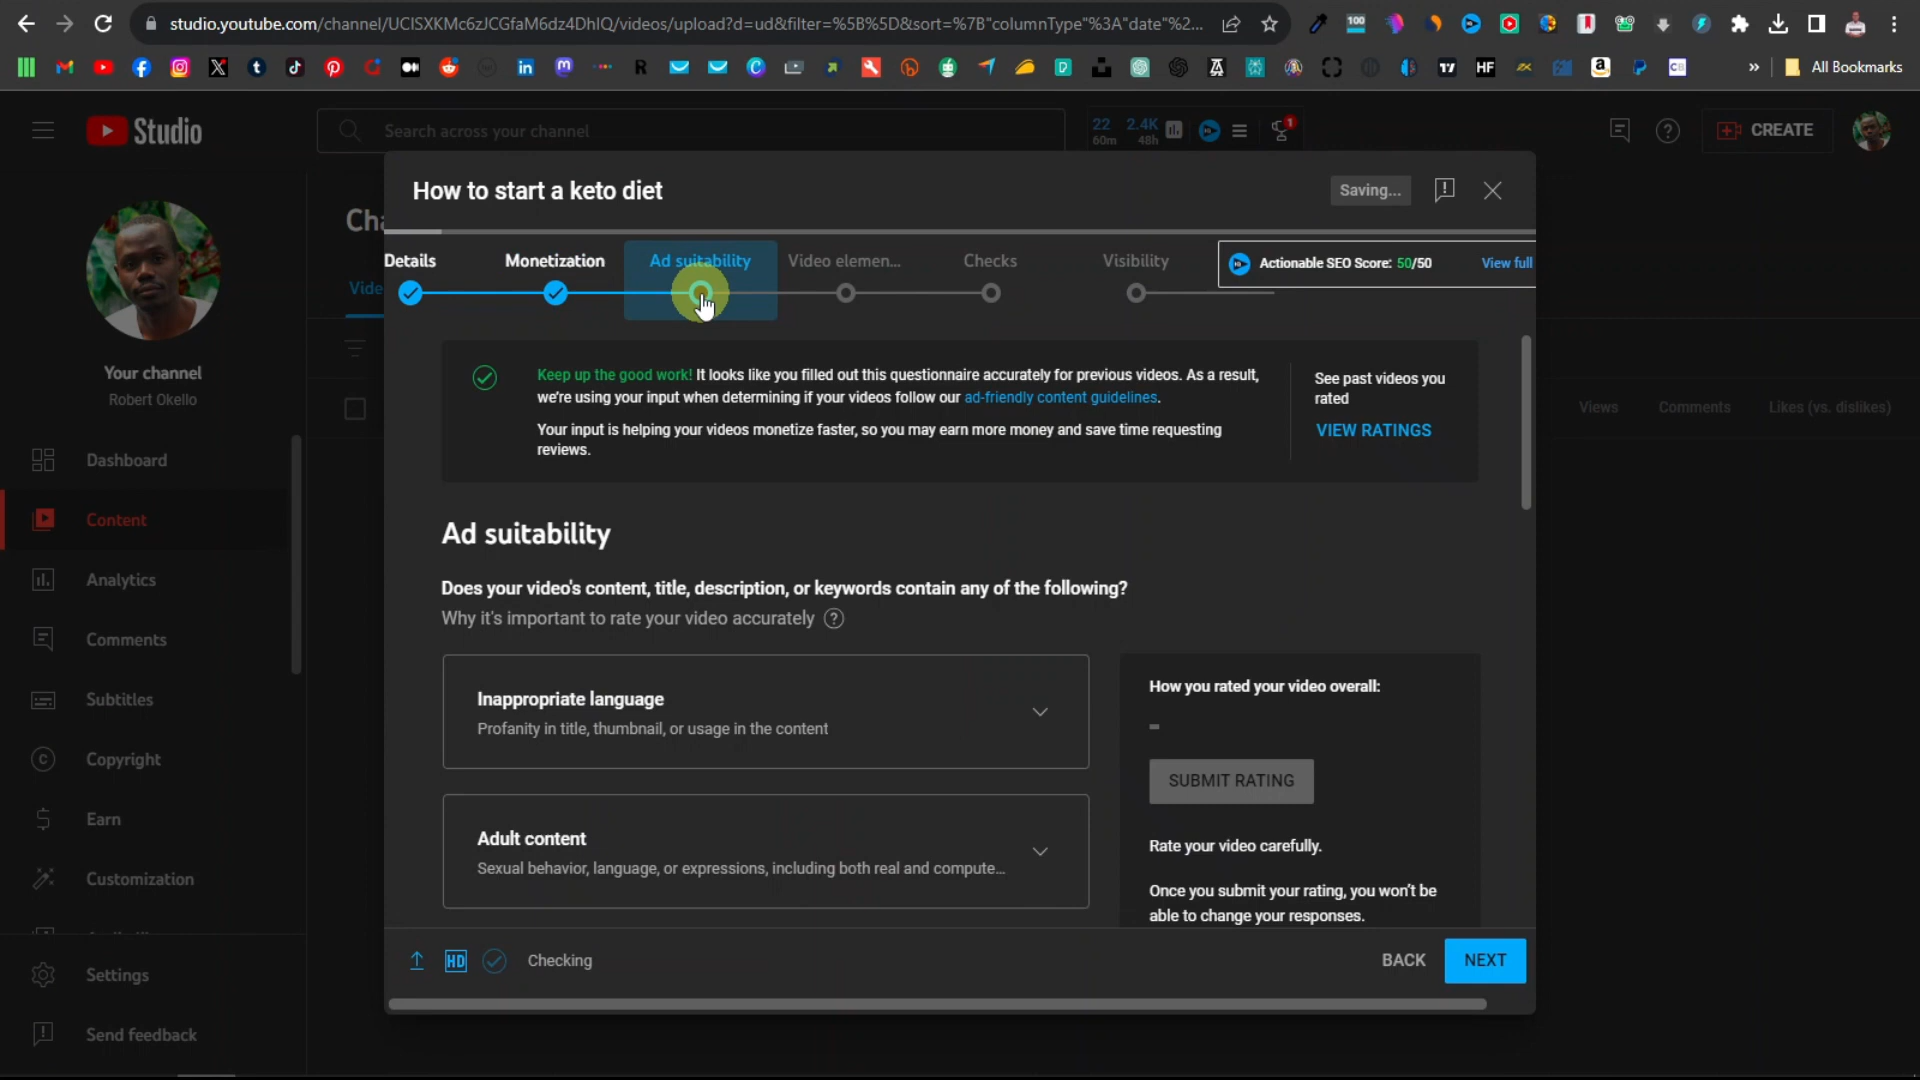 studio.youtube.com/channel/UCISXKMc6zJCGfaM6dz4DhIQ/videos/upload?d=ud&filter=%5B%5D&sort=%7B"columnType"%3A"date"%2...
All Bookmarks
Studio
Search across your channel
22 2.4K
60m 48h
1
CREATE
How to start a keto diet
Saving...
Details
Monetization
Ad suitability
Video elemen...
Checks
Visibility
Actionable SEO Score: 50/50
View full
Keep up the good work! It looks like you filled out this questionnaire accurately for previous videos. As a result,
we're using your input when determining if your videos follow our ad-friendly content guidelines.
Your input is helping your videos monetize faster, so you may earn more money and save time requesting
reviews.
See past videos you
rated
VIEW RATINGS
Your channel
Robert Okello
Dashboard
Content
Analytics
Comments
Subtitles
Copyright
Earn
Customization
Settings
Send feedback
Views
Comments
Likes (vs. dislikes)
Ad suitability
Does your video's content, title, description, or keywords contain any of the following?
Why it's important to rate your video accurately
Inappropriate language
Profanity in title, thumbnail, or usage in the content
Adult content
Sexual behavior, language, or expressions, including both real and compute...
How you rated your video overall:
–
SUBMIT RATING
Rate your video carefully.
Once you submit your rating, you won't be
able to change your responses.
HD
Checking
BACK
NEXT